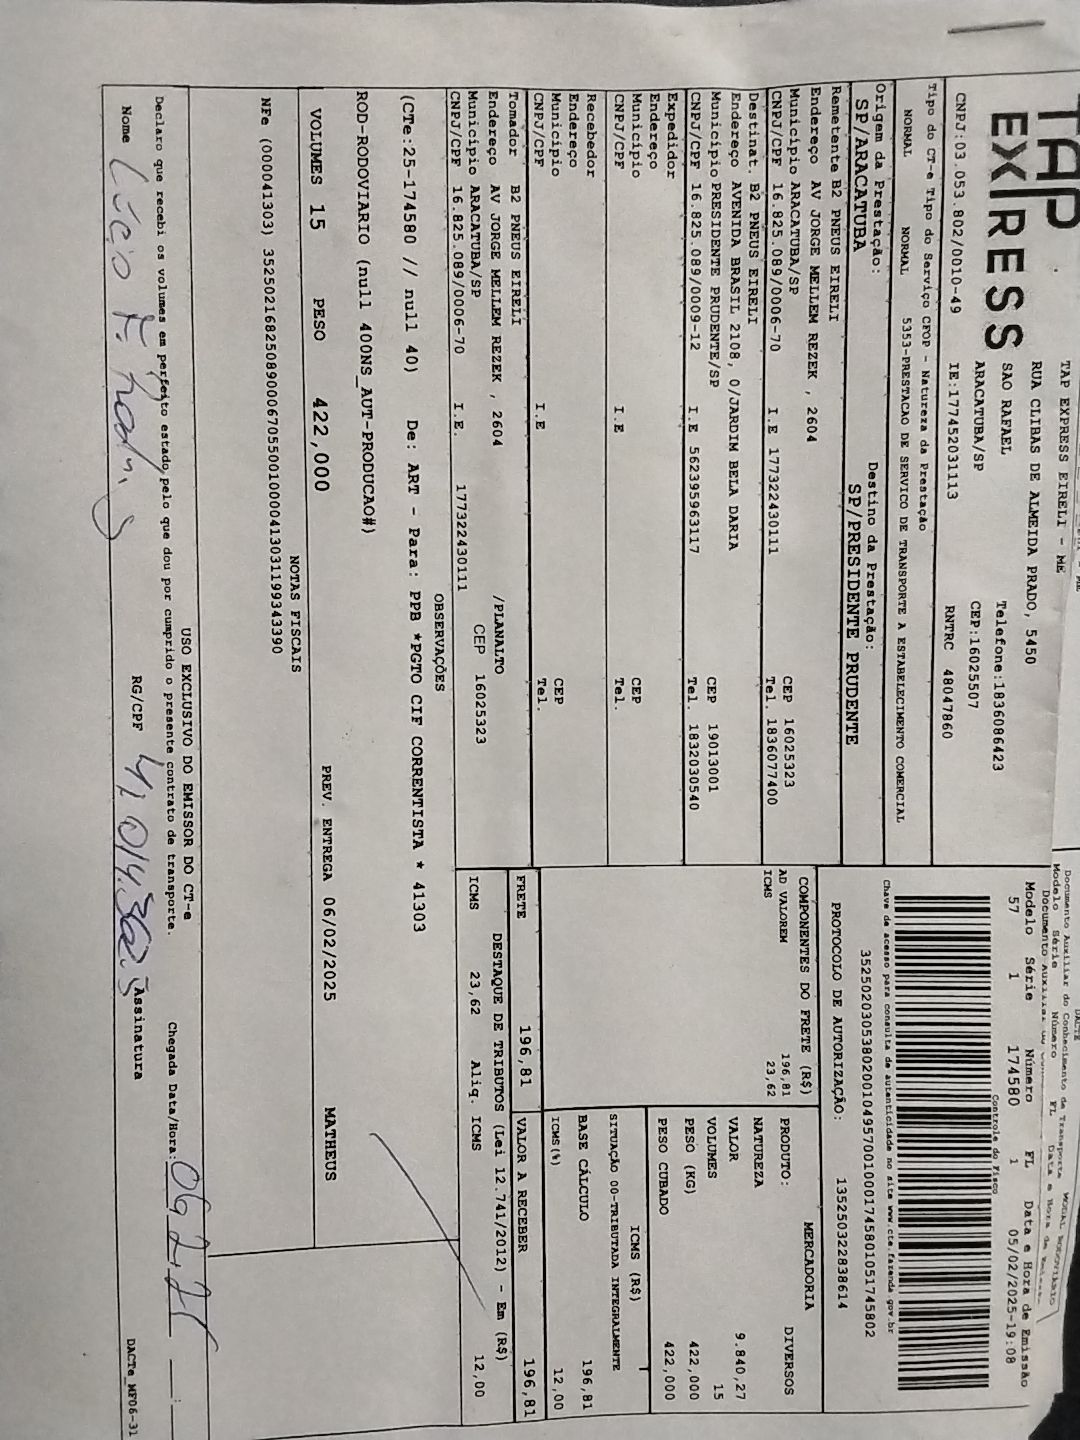 TAP
EXPRESS
TAP EXPRESS EIRELI - ME
RUA CLIBAS DE ALMEIDA PRADO, 5450
SAO RAFAEL Telefone:1836086423
ARACATUBA/SP CEP:16025507
CNPJ:03.053.802/0010-49 IE:177452031113 RNTRC 48047860
DACTE MODAL RODOVIARIO
Documento Auxiliar do Conhecimento de Transporte
Modelo Série Número FL Data e Hora de Emissão
57 1 174580 1 05/02/2025-19:08
Controle do Fisco
Tipo do CT-e Tipo do Serviço CFOP - Natureza da Prestação
NORMAL NORMAL 5353-PRESTACAO DE SERVICO DE TRANSPORTE A ESTABELECIMENTO COMERCIAL
Chave de acesso para consulta de autenticidade no site www.cte.fazenda.gov.br
35250203053802001049570010001745801051745802
Origem da Prestação: Destino da Prestação:
SP/ARACATUBA SP/PRESIDENTE PRUDENTE
PROTOCOLO DE AUTORIZAÇÃO: 135250322838614
Remetente B2 PNEUS EIRELI
Endereço AV JORGE MELLEM REZEK , 2604
Município ARACATUBA/SP CEP 16025323
CNPJ/CPF 16.825.089/0006-70 I.E 177322430111 Tel. 1836077400
Destinat. B2 PNEUS EIRELI
Endereço AVENIDA BRASIL 2108, 0/JARDIM BELA DARIA
Município PRESIDENTE PRUDENTE/SP CEP 19013001
CNPJ/CPF 16.825.089/0009-12 I.E 562395963117 Tel. 1832030540
Expedidor
Endereço
Município CEP
CNPJ/CPF I.E Tel.
Recebedor
Endereço
Município CEP
CNPJ/CPF I.E Tel.
Tomador B2 PNEUS EIRELI
Endereço AV JORGE MELLEM REZEK , 2604 /PLANALTO
Município ARACATUBA/SP CEP 16025323
CNPJ/CPF 16.825.089/0006-70 I.E. 177322430111
COMPONENTES DO FRETE (R$)
AD VALOREM 196,81
ICMS 23,62
MERCADORIA
PRODUTO: DIVERSOS
NATUREZA
VALOR 9.840,27
VOLUMES 15
PESO (KG) 422,000
PESO CUBADO 422,000
ICMS (R$)
SITUAÇÃO 00-TRIBUTADA INTEGRALMENTE
BASE CÁLCULO 196,81
ICMS(%) 12,00
FRETE 196,81 VALOR A RECEBER 196,81
DESTAQUE DE TRIBUTOS (Lei 12.741/2012) - Em (R$)
ICMS 23,62 Aliq. ICMS 12,00
OBSERVAÇÕES
(CTe:25-174580 // null 40) De: ART - Para: PPB *PGTO CIF CORRENTISTA * 41303
ROD-RODOVIARIO (null 400NS_AUT-PRODUCAO#)
VOLUMES 15 PESO 422,000 PREV. ENTREGA 06/02/2025 MATHEUS
NOTAS FISCAIS
NFe (000041303) 35250216825089000670550010000413031199343390
USO EXCLUSIVO DO EMISSOR DO CT-e
Declaro que recebi os volumes em perfeito estado,pelo que dou por cumprido o presente contrato de transporte. Chegada Data/Hora: 06 2 25 __:
Nome RG/CPF Assinatura
DACTe_MF06-31